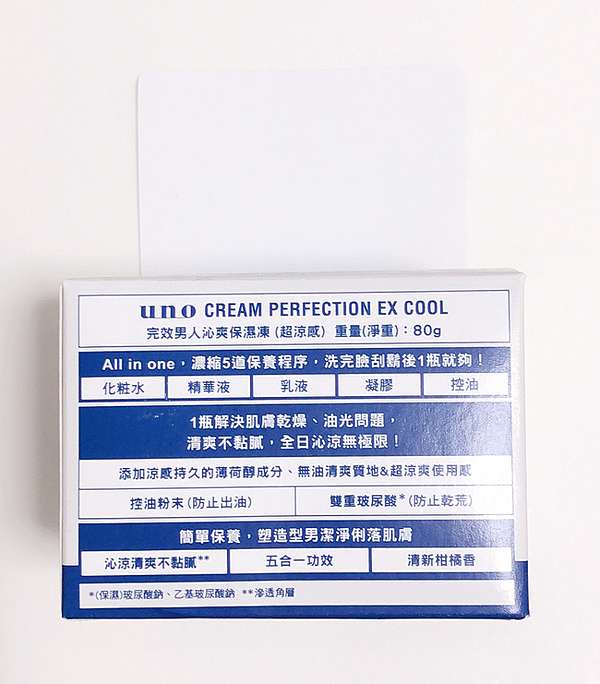 uno CREAM PERFECTION EX COOL
完效男人沁爽保濕凍(超涼感) 重量(淨重):80g
All in one,濃縮5道保養程序,洗完臉刮鬍後1瓶就夠!
化粧水 精華液 乳液 凝膠 控油
1瓶解決肌膚乾燥、油光問題,
清爽不黏膩,全日沁涼無極限!
添加涼感持久的薄荷醇成分、無油清爽質地&超涼爽使用感
控油粉末(防止出油) 雙重玻尿酸*(防止乾荒)
簡單保養,塑造型男潔淨俐落肌膚
沁涼清爽不黏膩** 五合一功效 清新柑橘香
*(保濕)玻尿酸鈉、乙基玻尿酸鈉 **滲透角層